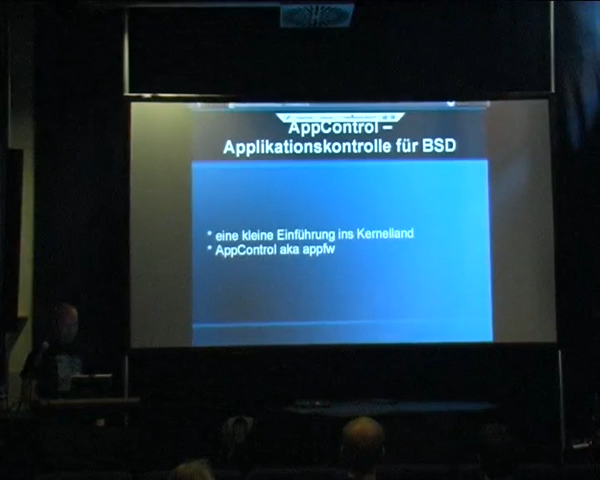 AppControl –
Applikationskontrolle für BSD
* eine kleine Einführung ins Kernelland
* AppControl aka appfw